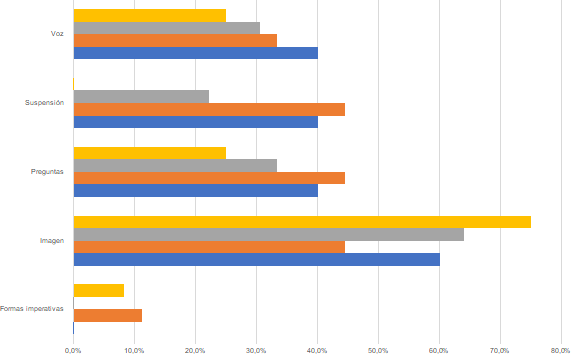 Voz
Suspensión
Preguntas
Imagen
Formas imperativas
0,0% 10,0% 20,0% 30,0% 40,0% 50,0% 60,0% 70,0% 80,0%